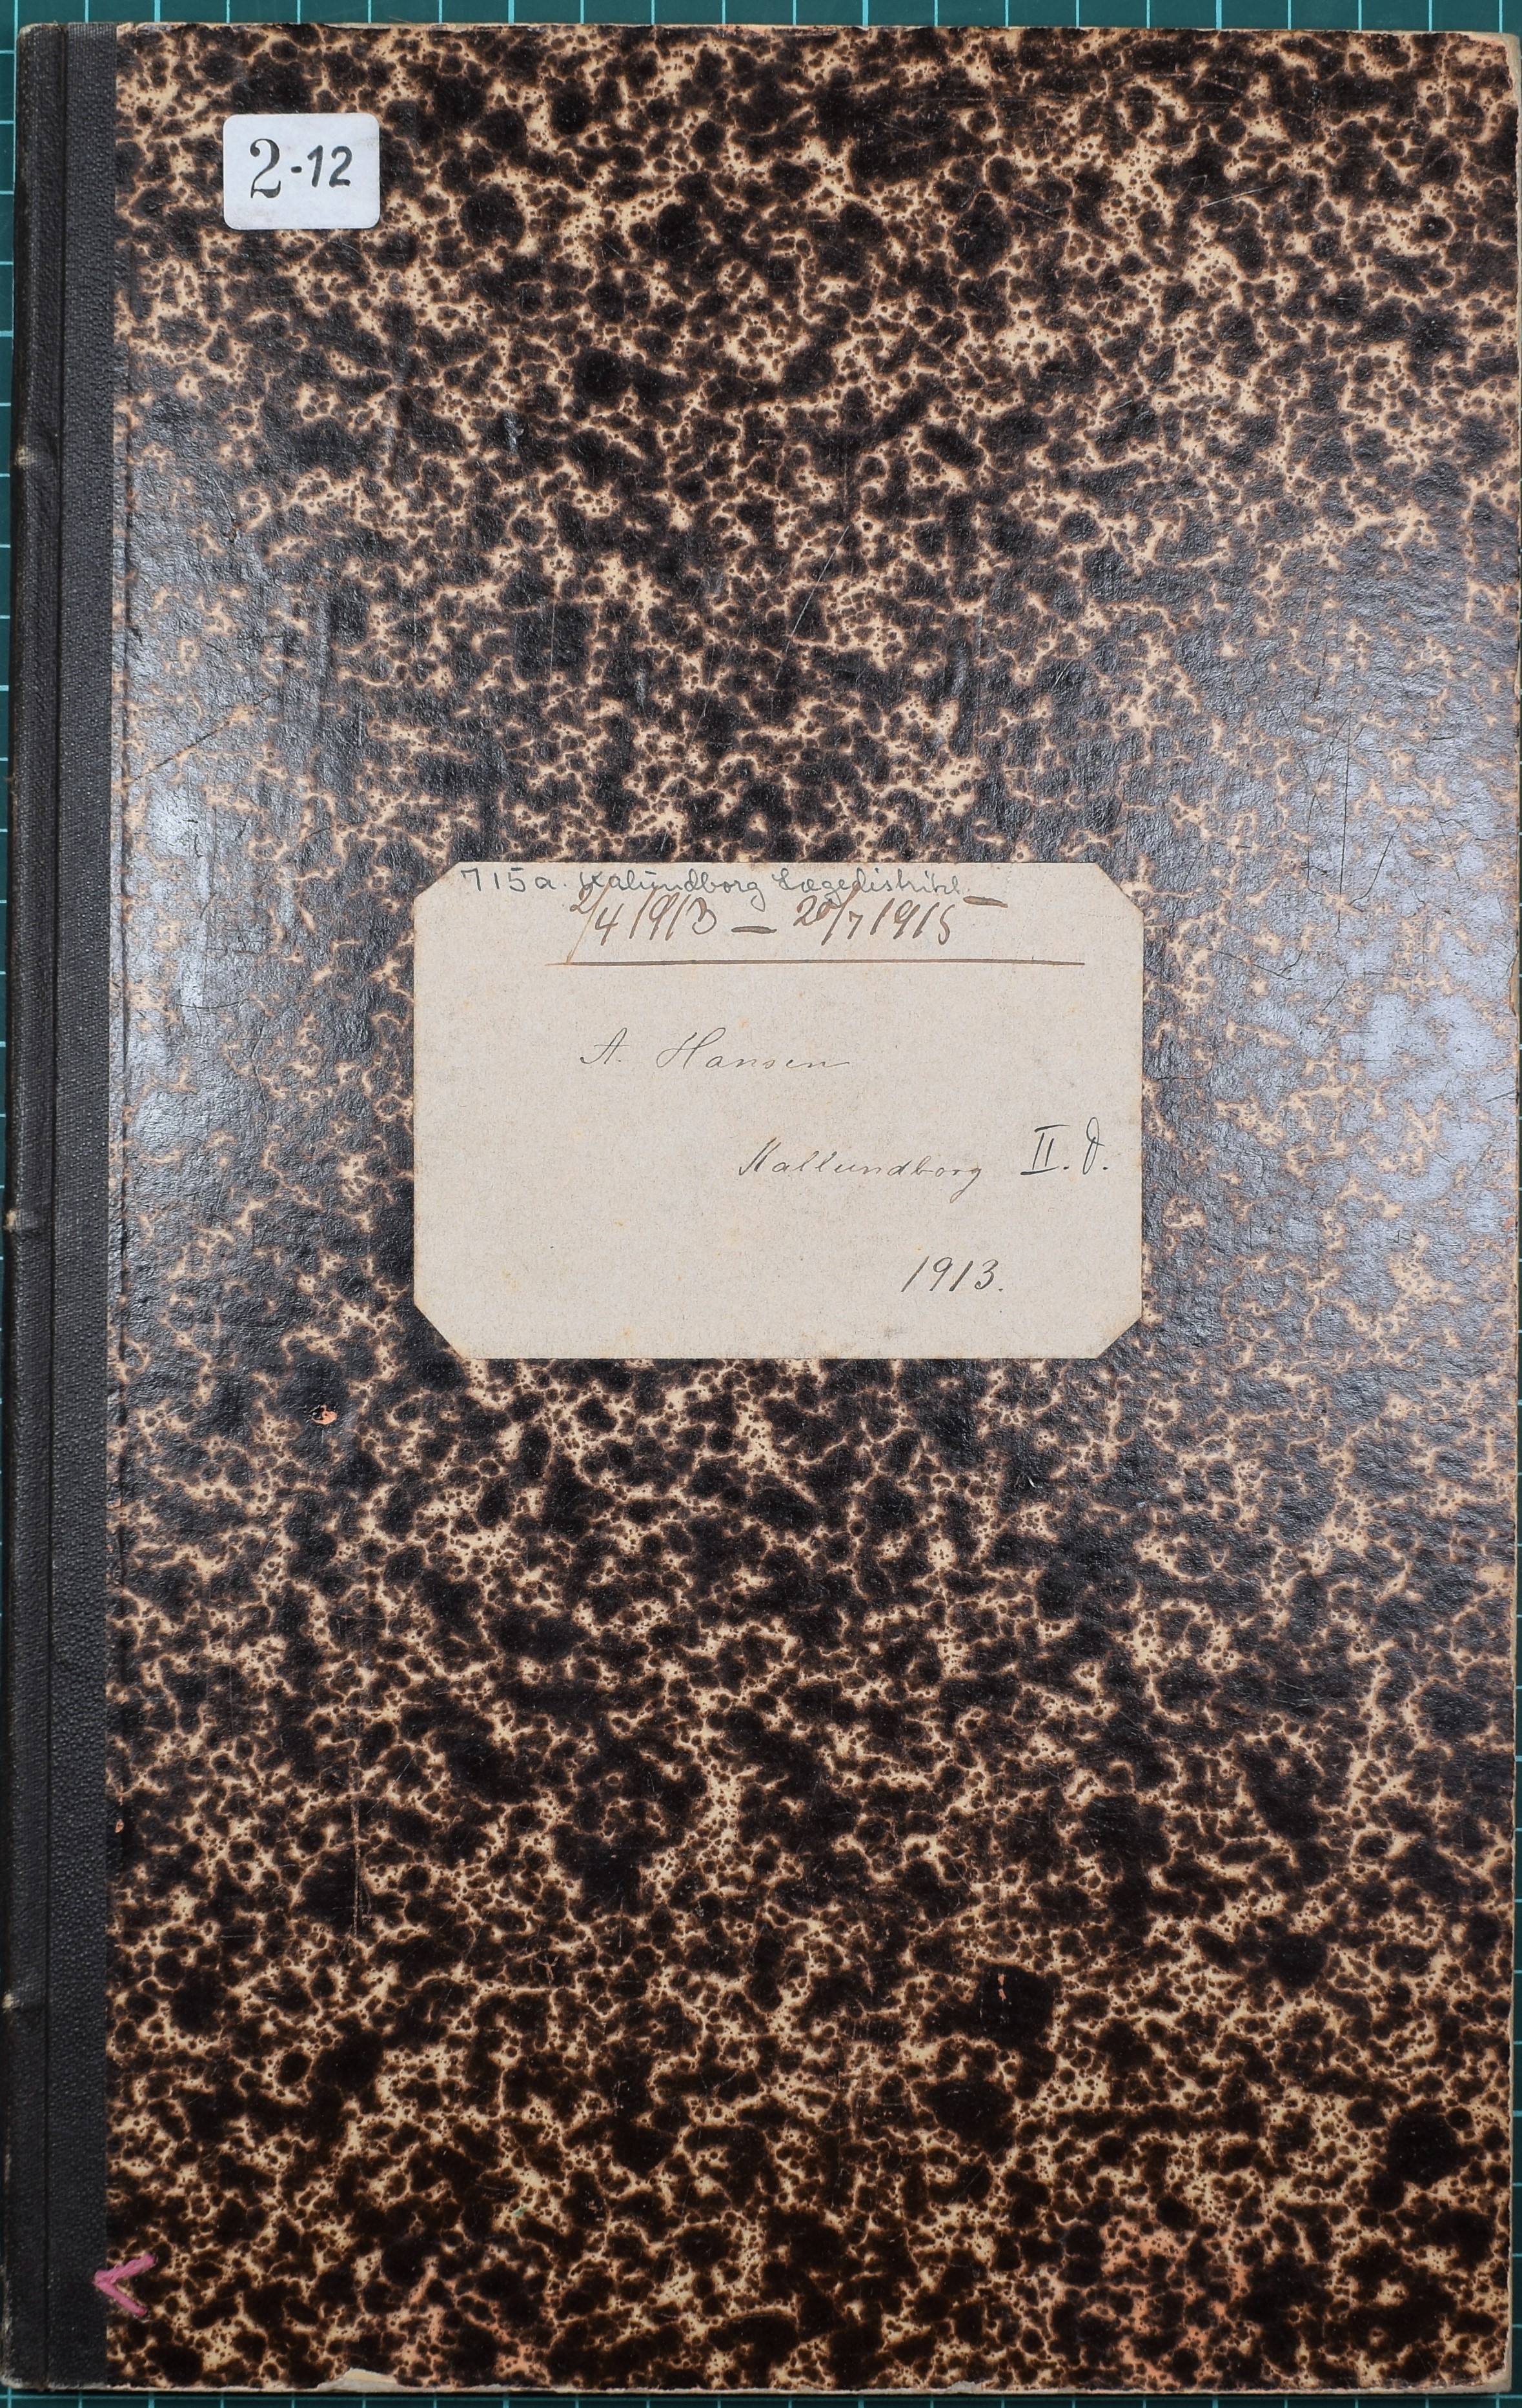 2-12
715a. Kalundborg Lægedistrikt.
2/4 1913 — 20/7 1915
A. Hansen
Kallundborg II. D.
1913.